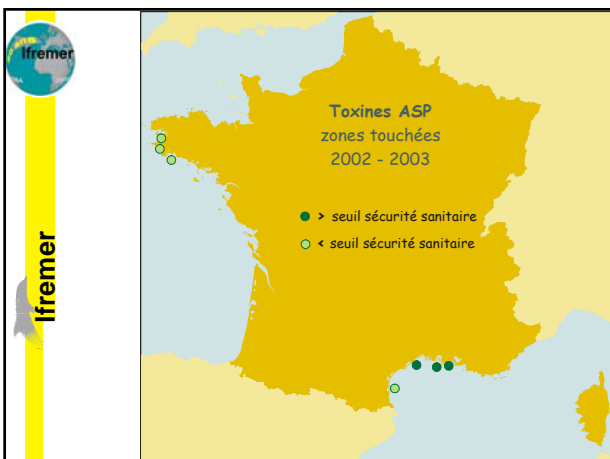 Ifremer
Toxines ASP
zones touchées
2002 - 2003
> seuil sécurité sanitaire
< seuil sécurité sanitaire
Ifremer